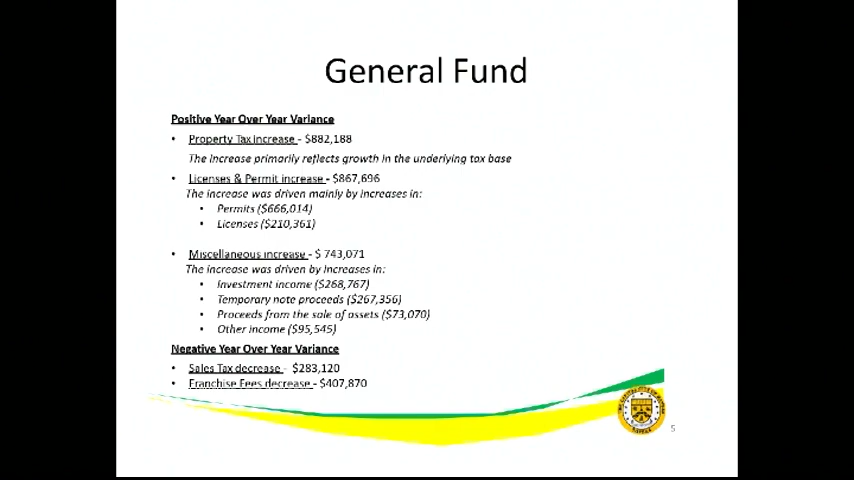 General Fund
Positive Year Over Year Variance
• Property Tax increase - $882,188
The increase primarily reflects growth in the underlying tax base
• Licenses & Permit increase - $867,696
The increase was driven mainly by increases in:
• Permits ($666,014)
• Licenses ($210,361)
• Miscellaneous increase - $ 743,071
The increase was driven by increases in:
• Investment income ($268,767)
• Temporary note proceeds ($267,356)
• Proceeds from the sale of assets ($73,070)
• Other income ($95,545)
Negative Year Over Year Variance
• Sales Tax decrease - $283,120
• Franchise Fees decrease - $407,870
5